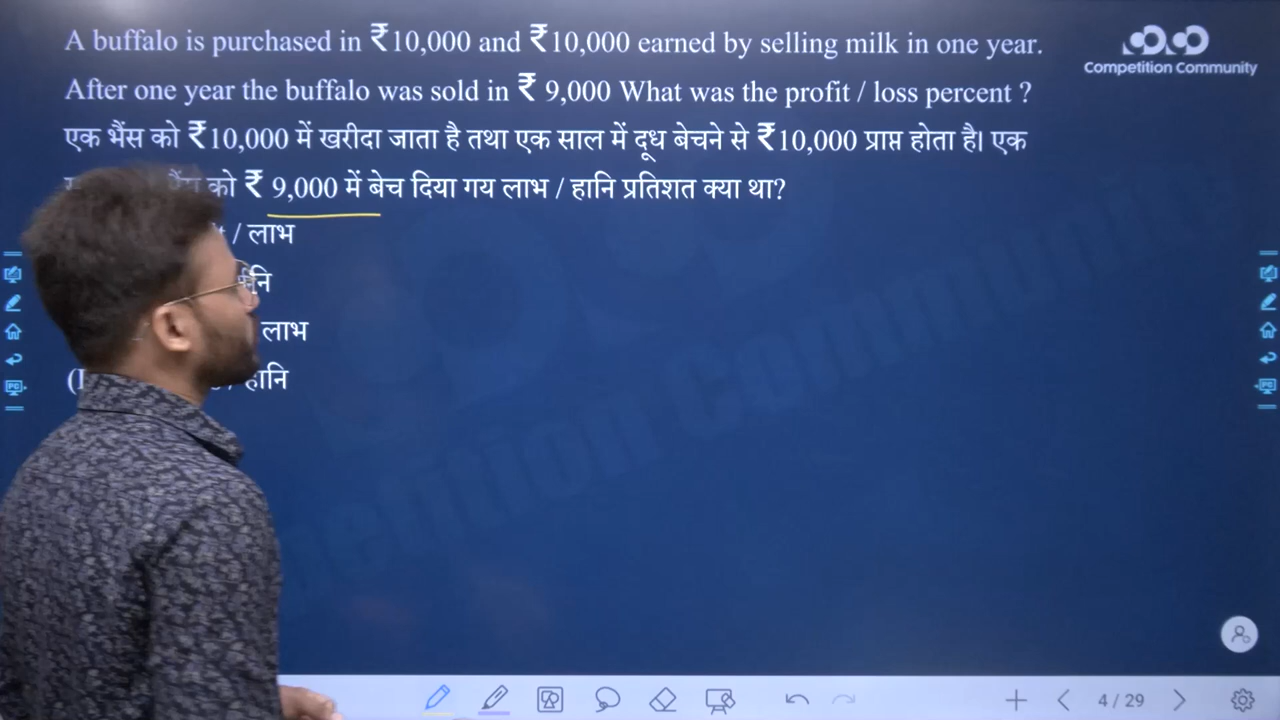 A buffalo is purchased in ₹10,000 and ₹10,000 earned by selling milk in one year.
Competition Community
After one year the buffalo was sold in ₹ 9,000 What was the profit / loss percent ?
एक भैंस को ₹10,000 में खरीदा जाता है तथा एक साल में दूध बेचने से ₹10,000 प्राप्त होता है। एक
को ₹ 9,000 में बेच दिया गय लाभ / हानि प्रतिशत क्या था?
/ लाभ
लाभ
/ हानि
4 / 29